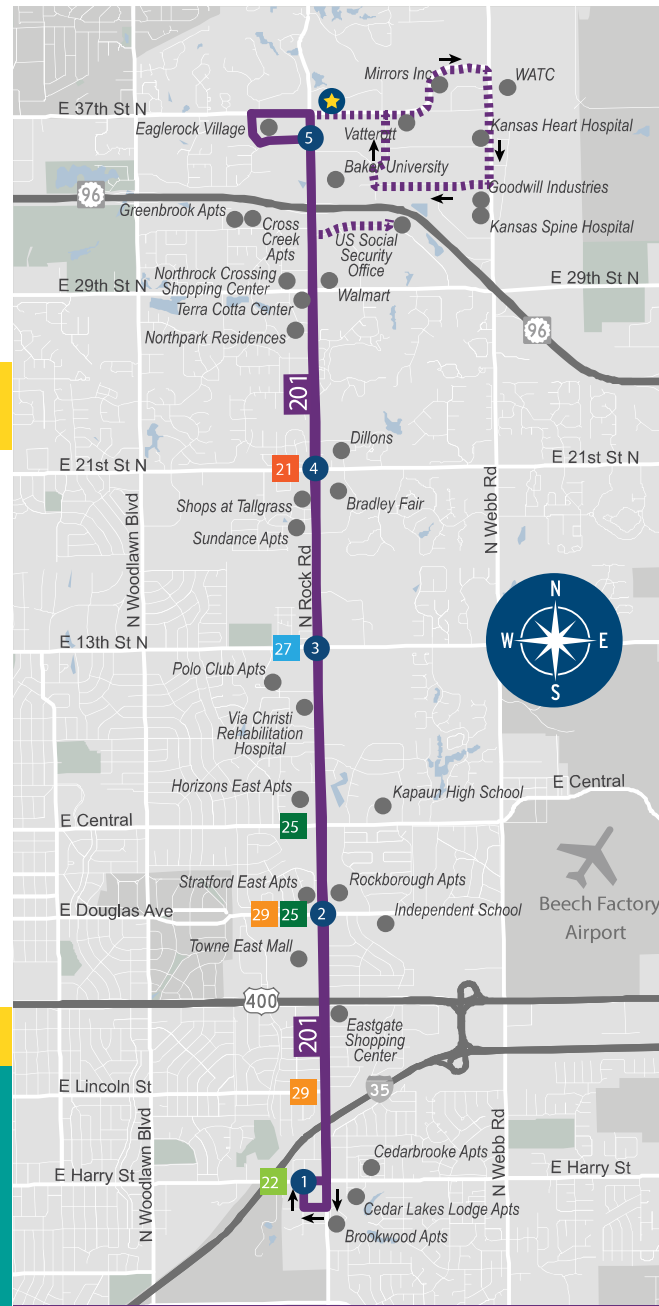 Mirrors Inc
WATC
E 37th St N
Eaglerock Village
5
Vatterott
Kansas Heart Hospital
Baker University
96
Goodwill Industries
Greenbrook Apts
Cross
Creek
Apts
US Social
Security
Office
Kansas Spine Hospital
Northrock Crossing
Shopping Center
E 29th St N
Walmart
E 29th St N
Terra Cotta Center
96
Northpark Residences
201
Dillons
E 21st St N
21
4
E 21st St N
N Woodlawn Blvd
Shops at Tallgrass
Bradley Fair
N Webb Rd
Sundance Apts
N Rock Rd
N
W
E
S
E 13th St N
27
3
Polo Club Apts
Via Christi
Rehabilitation
Hospital
Horizons East Apts
Kapaun High School
E Central
E Central
25
Stratford East Apts
Rockborough Apts
E Douglas Ave
29
25
2
Independent School
Beech Factory
Airport
Towne East Mall
400
Eastgate
Shopping
Center
201
E Lincoln St
29
35
N Woodlawn Blvd
N Webb Rd
Cedarbrooke Apts
E Harry St
22
1
E Harry St
Cedar Lakes Lodge Apts
Brookwood Apts